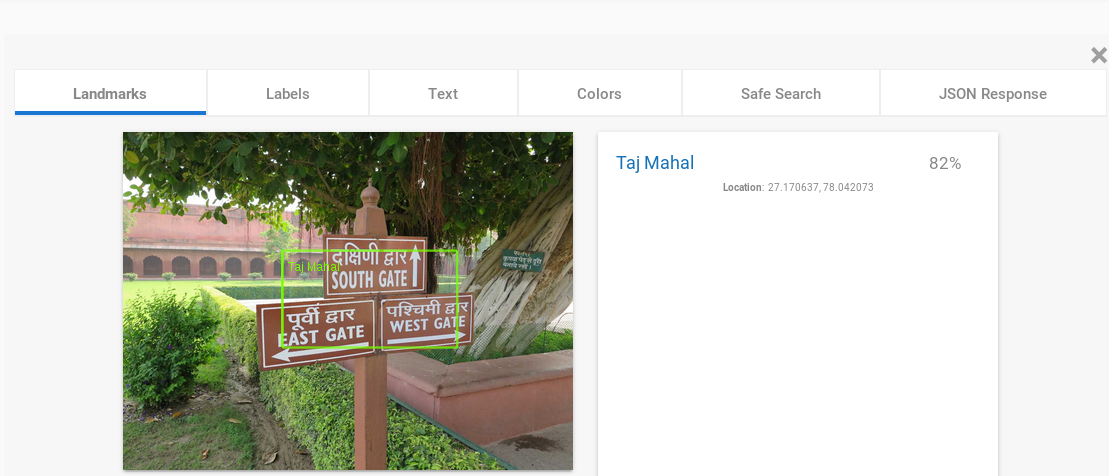 Landmarks
Labels
Text
Colors
Safe Search
JSON Response
Taj Mahal
दक्षिणी द्वार
SOUTH GATE
पूर्वी द्वार
EAST GATE
पश्चिमी द्वार
WEST GATE
Taj Mahal
82%
Location: 27.170637, 78.042073